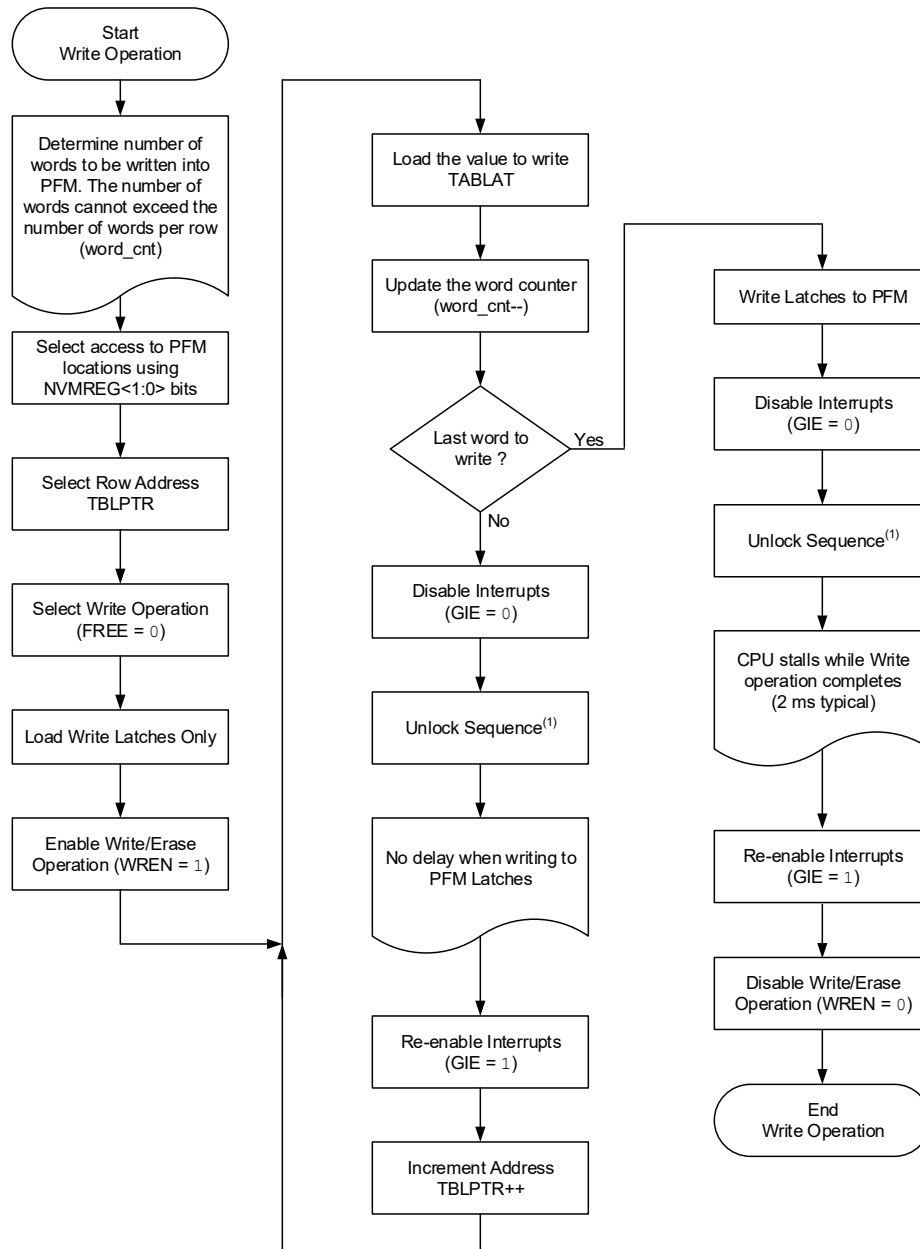 Start
Write Operation
Determine number of
words to be written into
PFM. The number of
words cannot exceed the
number of words per row
(word_cnt)
Select access to PFM
locations using
NVMREG<1:0> bits
Select Row Address
TBLPTR
Select Write Operation
(FREE = 0)
Load Write Latches Only
Enable Write/Erase
Operation (WREN = 1)
Load the value to write
TABLAT
Update the word counter
(word_cnt--)
Last word to
write ?
Yes
No
Disable Interrupts
(GIE = 0)
Unlock Sequence(1)
No delay when writing to
PFM Latches
Re-enable Interrupts
(GIE = 1)
Increment Address
TBLPTR++
Write Latches to PFM
Disable Interrupts
(GIE = 0)
Unlock Sequence(1)
CPU stalls while Write
operation completes
(2 ms typical)
Re-enable Interrupts
(GIE = 1)
Disable Write/Erase
Operation (WREN = 0)
End
Write Operation